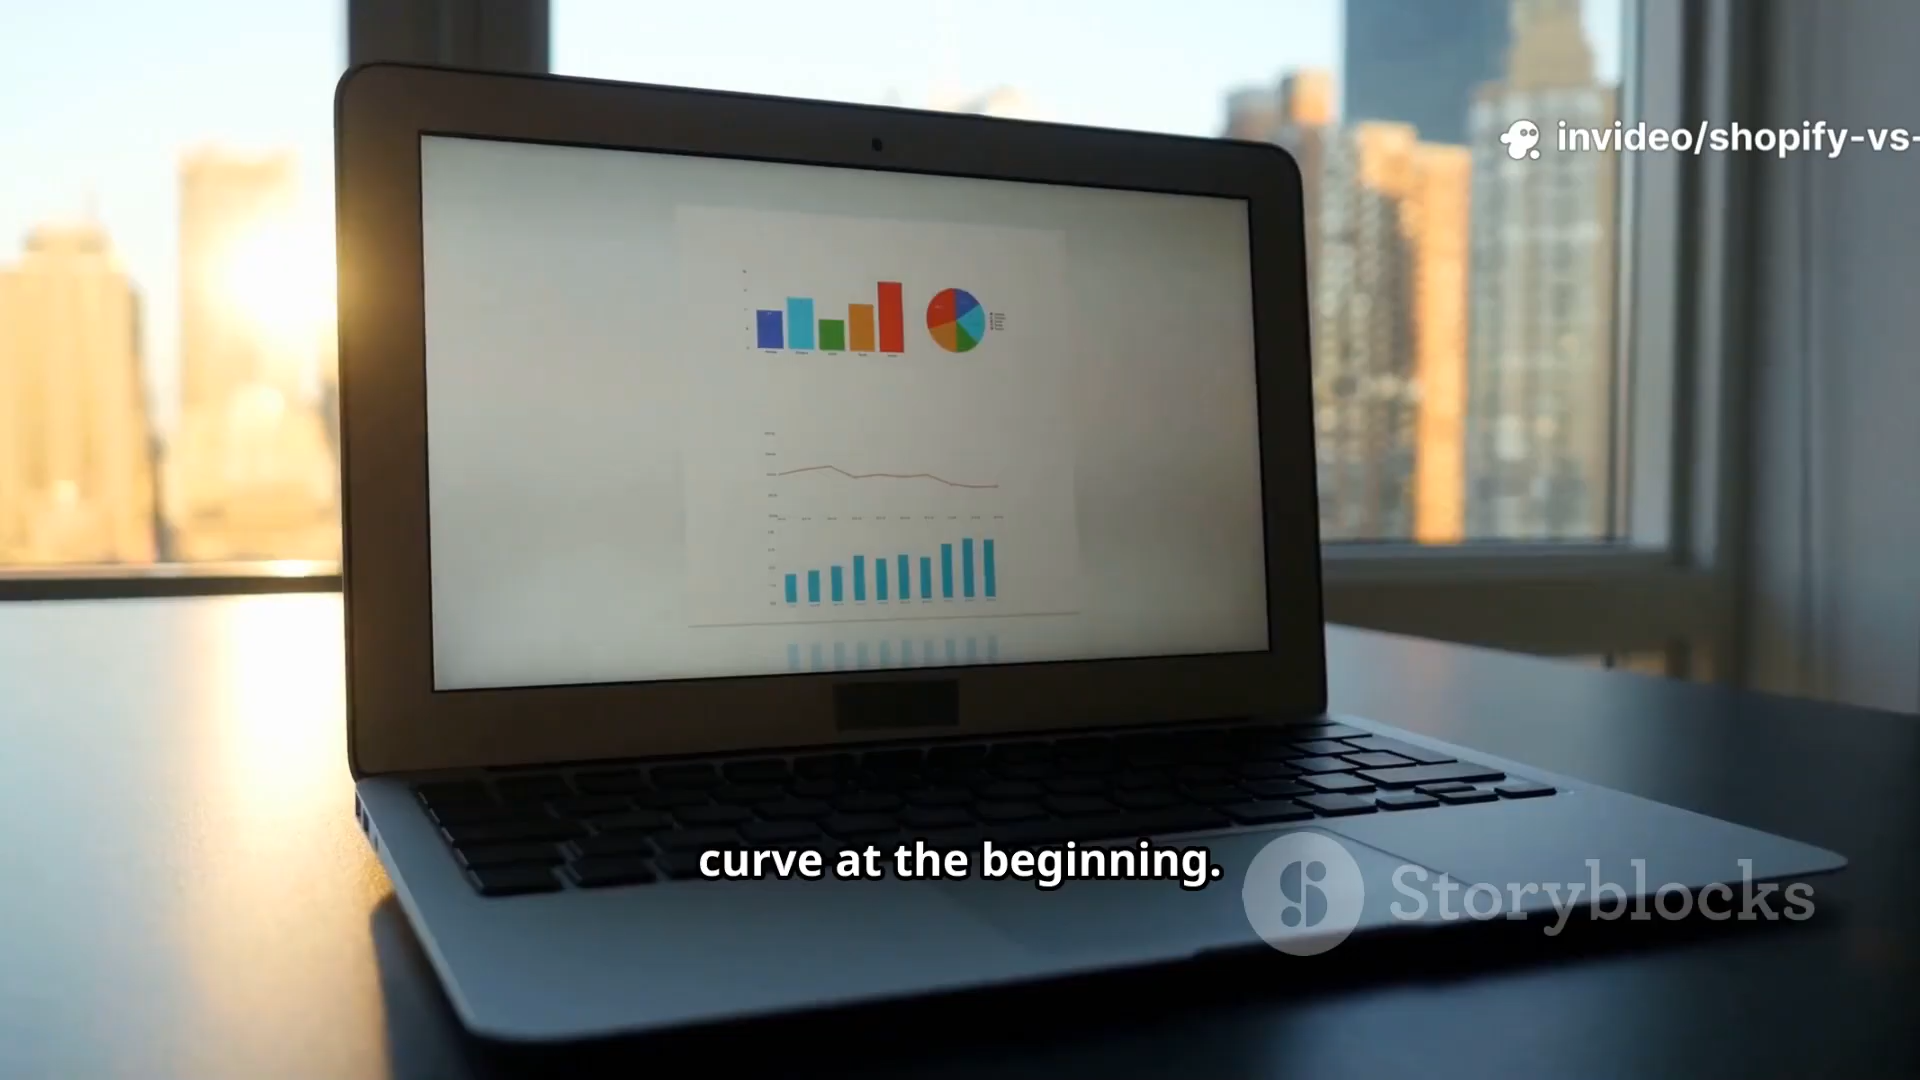 invideo/shopify-vs-
curve at the beginning.
Storyblocks